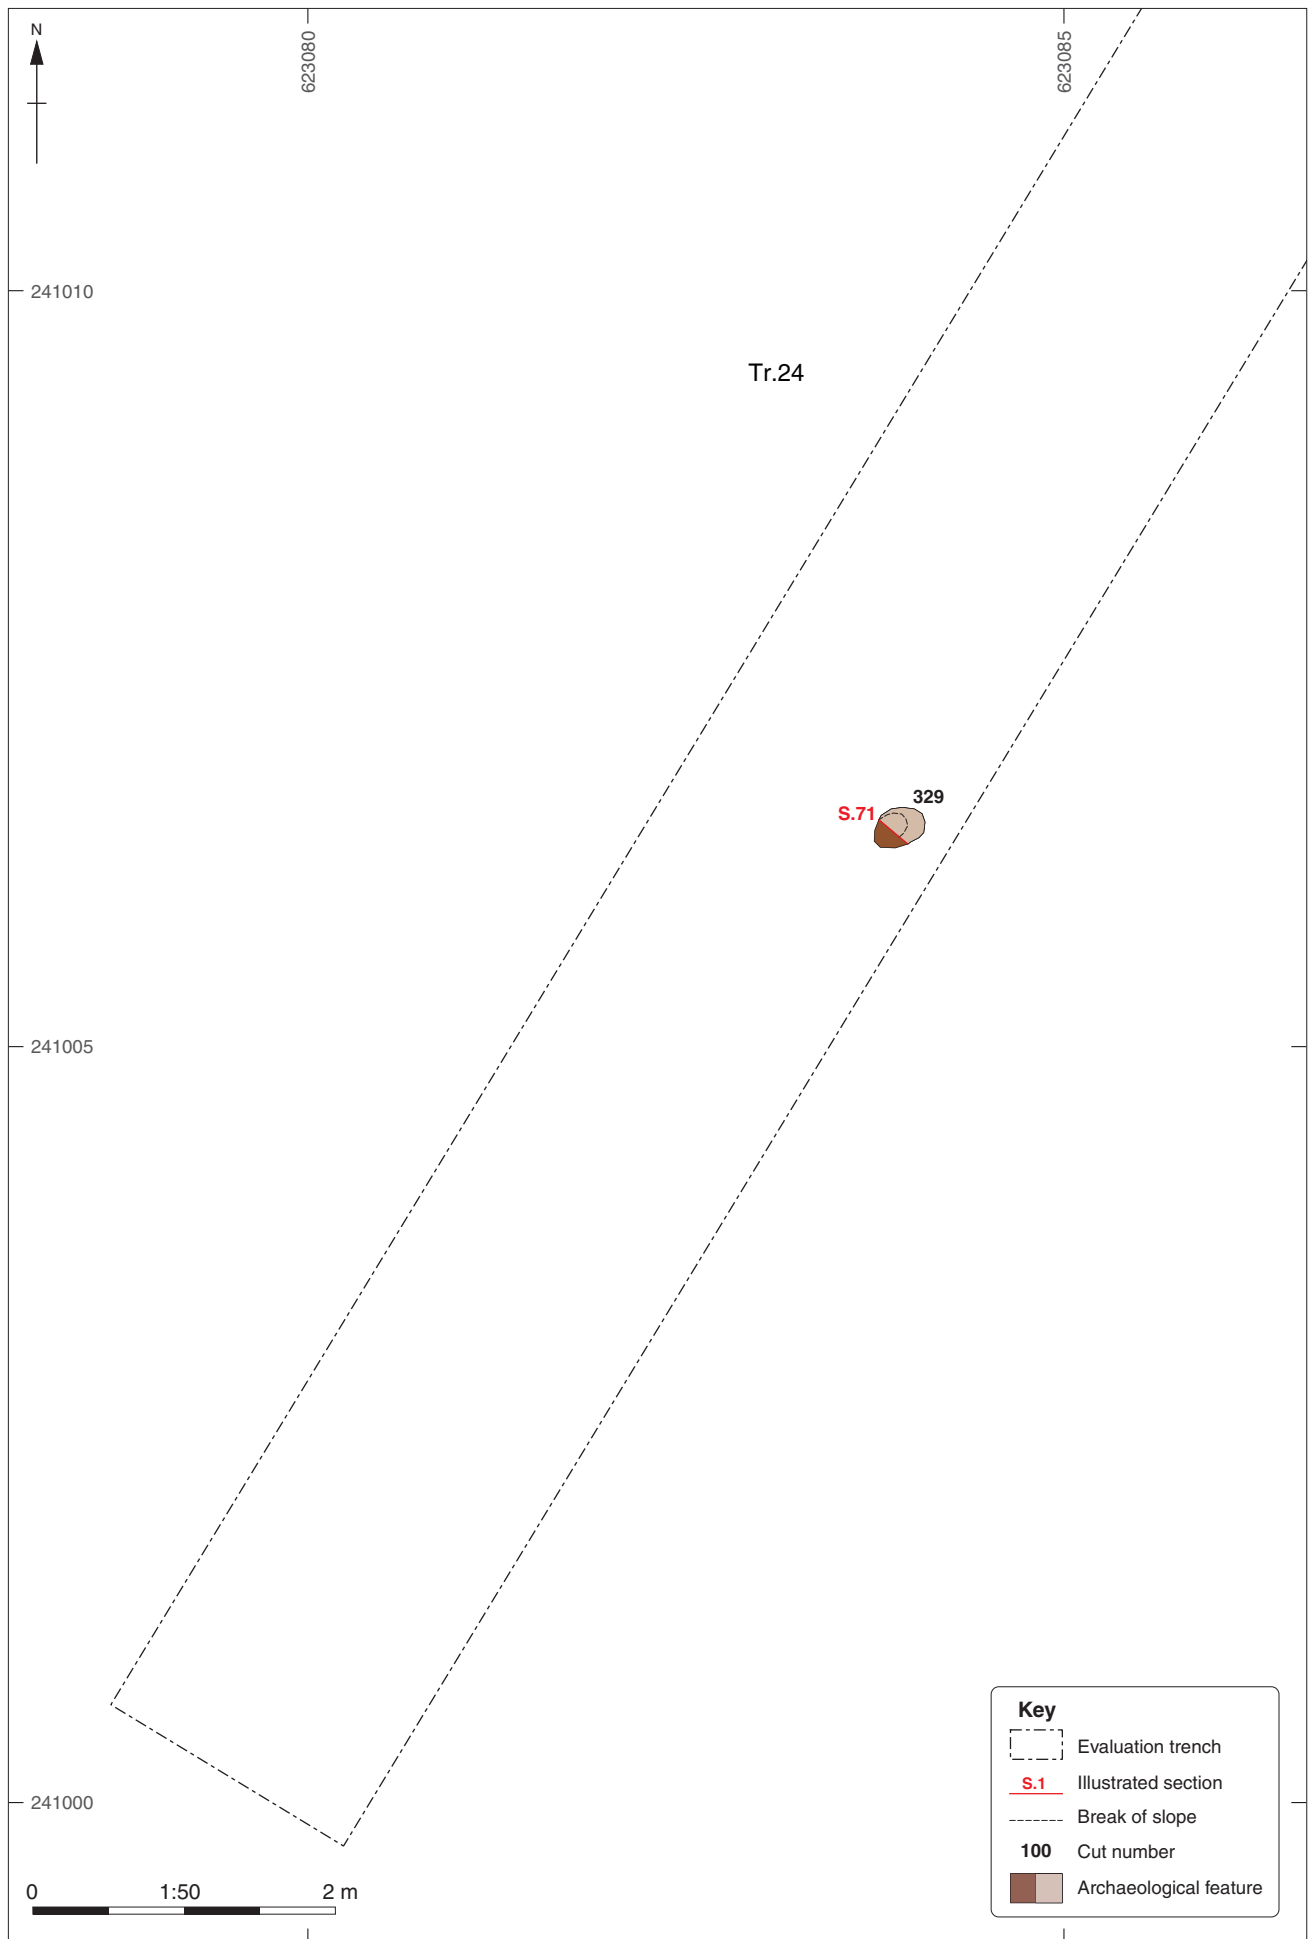 N
623080
623085
241010
Tr.24
329
S.71
241005
241000
0 1:50 2 m
Key
Evaluation trench
S.1 Illustrated section
Break of slope
100 Cut number
Archaeological feature